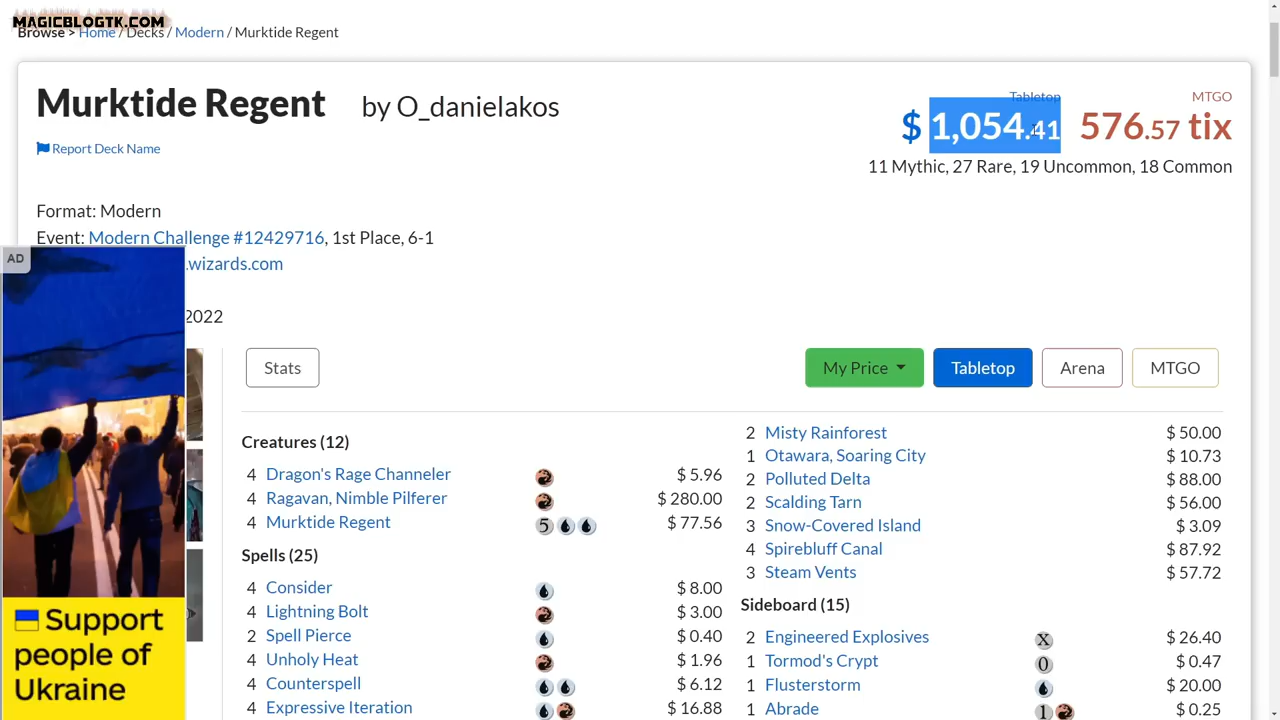 MAGICBLOGTK.COM
Browse > Home / Decks / Modern / Murktide Regent
Murktide Regent by O_danielakos
Report Deck Name
Tabletop
$ 1,054.41
MTGO
576.57 tix
11 Mythic, 27 Rare, 19 Uncommon, 18 Common
Format: Modern
Event: Modern Challenge #12429716, 1st Place, 6-1
.wizards.com
2022
AD
Support
people of
Ukraine
Stats
My Price
Tabletop
Arena
MTGO
Creatures (12)
4 Dragon's Rage Channeler $ 5.96
4 Ragavan, Nimble Pilferer $ 280.00
4 Murktide Regent 5 $ 77.56
Spells (25)
4 Consider $ 8.00
4 Lightning Bolt $ 3.00
2 Spell Pierce $ 0.40
4 Unholy Heat $ 1.96
4 Counterspell $ 6.12
4 Expressive Iteration $ 16.88
2 Misty Rainforest $ 50.00
1 Otawara, Soaring City $ 10.73
2 Polluted Delta $ 88.00
2 Scalding Tarn $ 56.00
3 Snow-Covered Island $ 3.09
4 Spirebluff Canal $ 87.92
3 Steam Vents $ 57.72
Sideboard (15)
2 Engineered Explosives X $ 26.40
1 Tormod's Crypt 0 $ 0.47
1 Flusterstorm $ 20.00
1 Abrade 1 $ 0.25